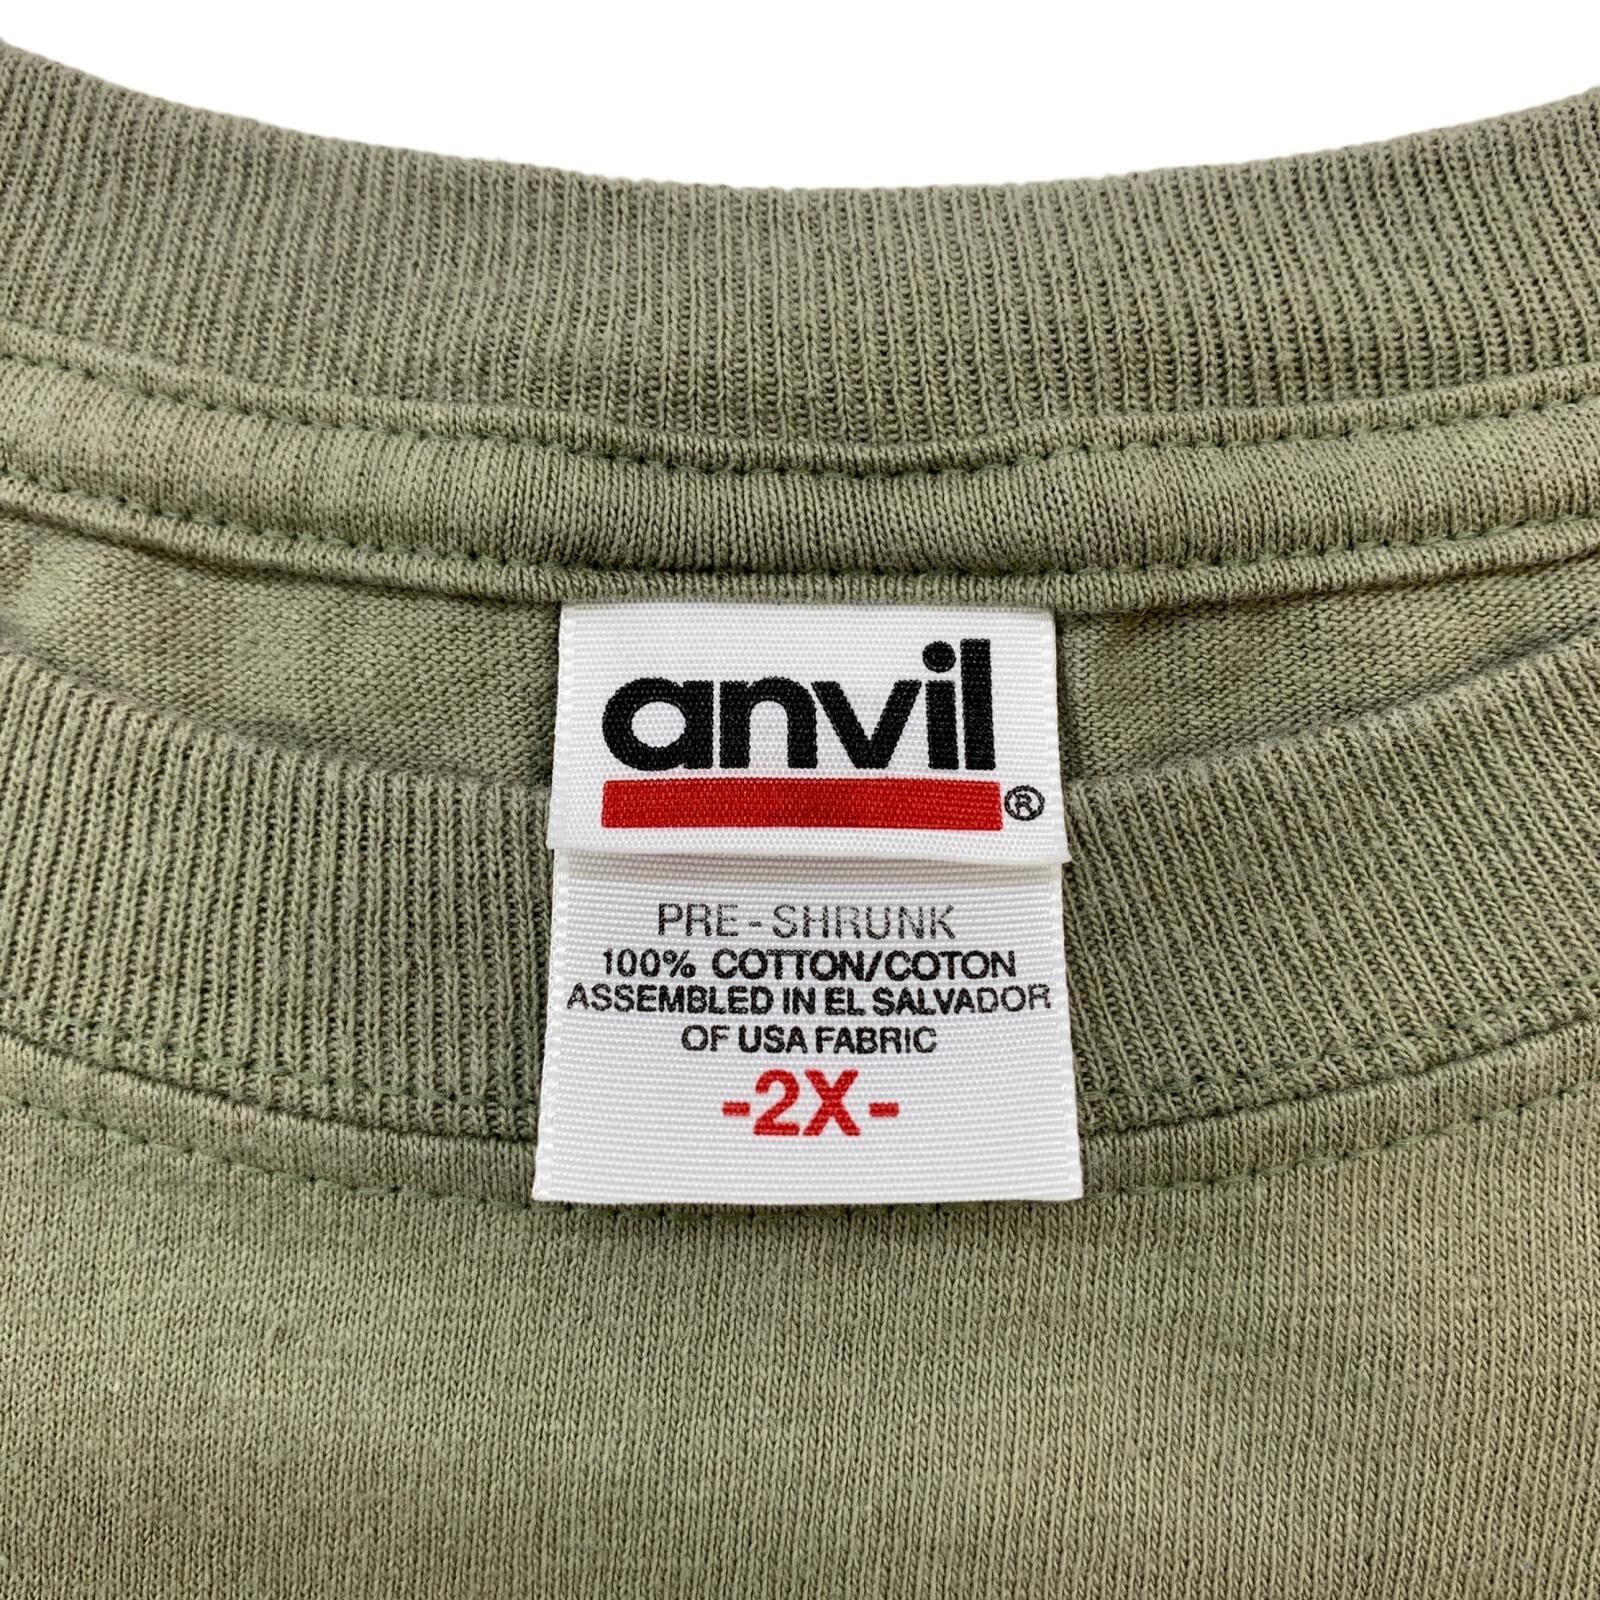 anvil
®
PRE-SHRUNK
100% COTTON/COTON
ASSEMBLED IN EL SALVADOR
OF USA FABRIC
-2X-